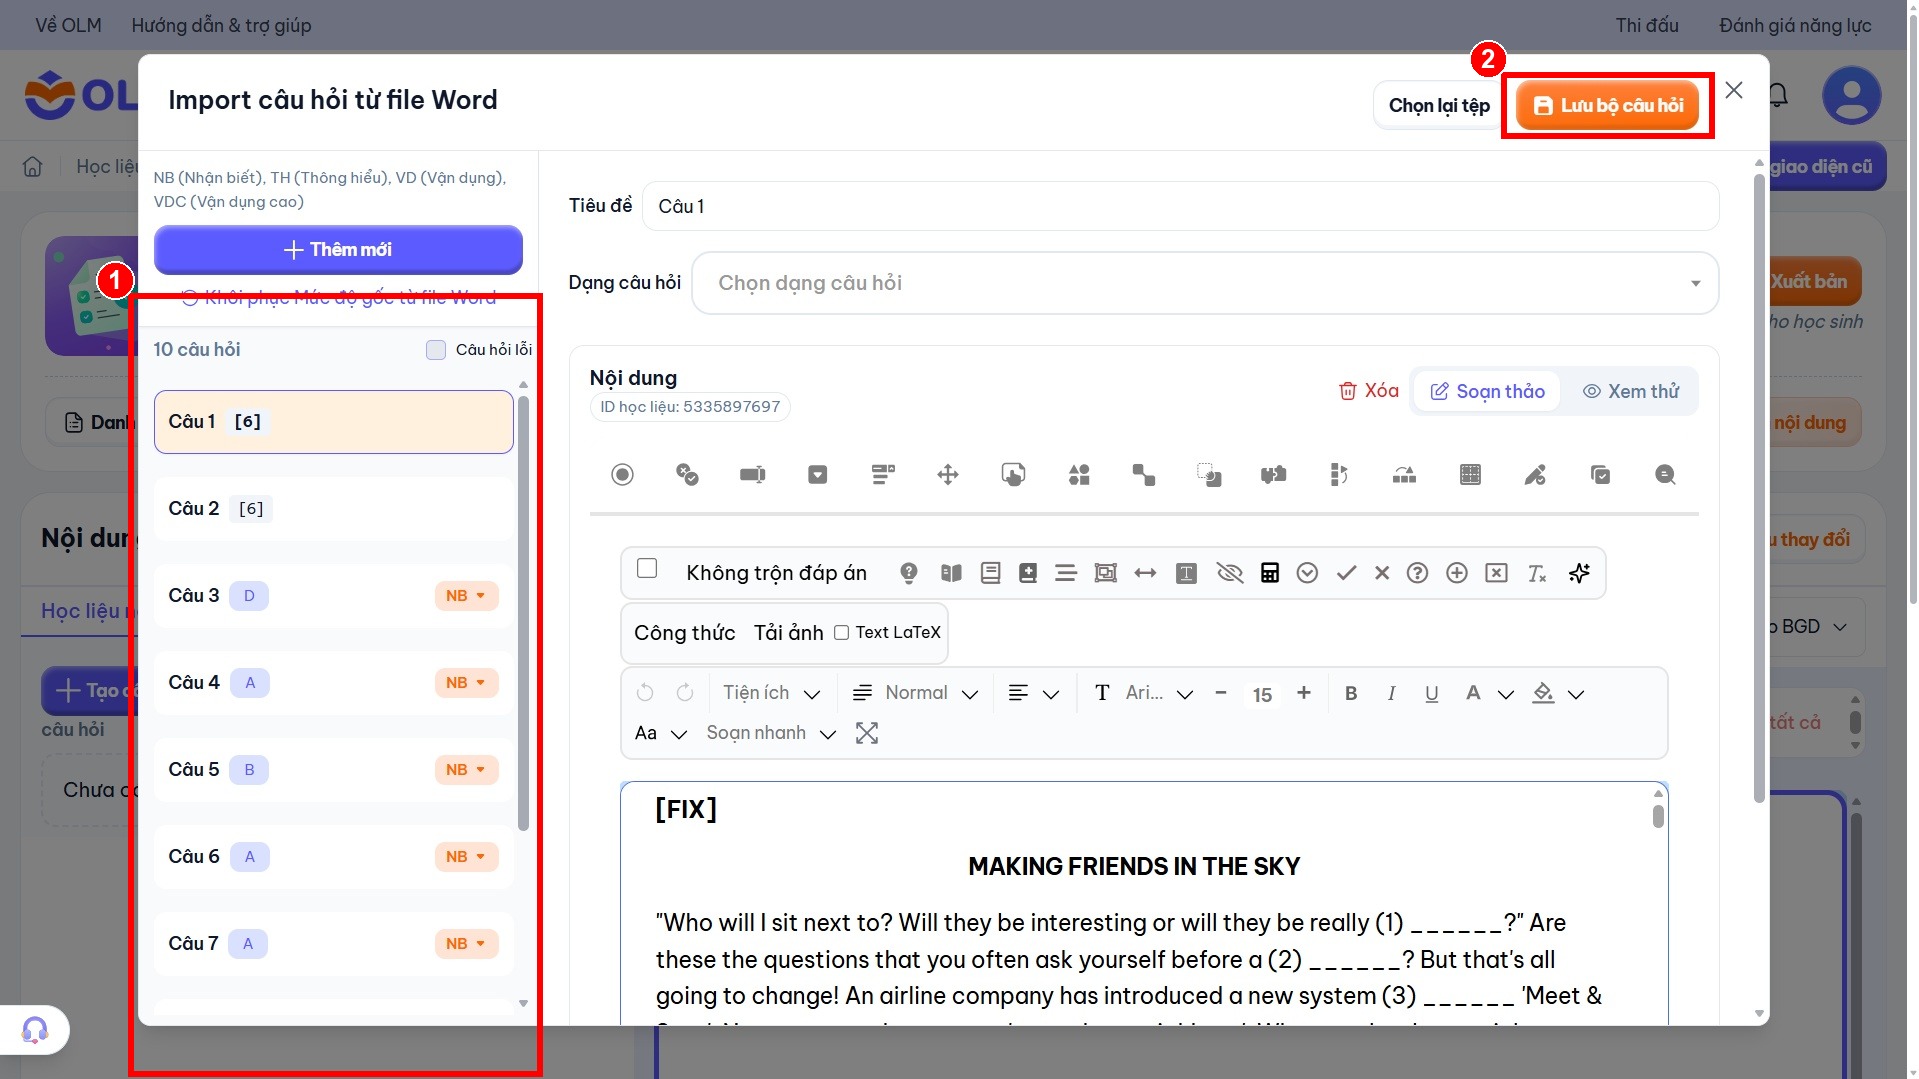 Về OLM Hướng dẫn & trợ giúp Thi đấu Đánh giá năng lực
2
Import câu hỏi từ file Word
Chọn lại tệp Lưu bộ câu hỏi
OL
Học liệu
giao diện cũ
NB (Nhận biết), TH (Thông hiểu), VD (Vận dụng),
VDC (Vận dụng cao)
Thêm mới
1
Khôi phục Mức độ gốc từ file Word
10 câu hỏi Câu hỏi lỗi
Câu 1 [6]
Câu 2 [6]
Câu 3 D NB
Câu 4 A NB
Câu 5 B NB
Câu 6 A NB
Câu 7 A NB
Tiêu đề Câu 1
Dạng câu hỏi Chọn dạng câu hỏi
Nội dung
ID học liệu: 5335897697
Xóa Soạn thảo Xem thử
Không trộn đáp án
Công thức Tải ảnh Text LaTeX
Tiện ích Normal T Ari... − 15 + B I U A
Aa Soạn nhanh
[FIX]
MAKING FRIENDS IN THE SKY
"Who will I sit next to? Will they be interesting or will they be really (1) ______?" Are
these the questions that you often ask yourself before a (2) ______? But that's all
going to change! An airline company has introduced a new system (3) ______ 'Meet &
Xuất bản
ho học sinh
Danh
nội dung
Nội dun
thay đổi
Học liệu
BGD
Tạo
câu hỏi
tất cả
Chưa